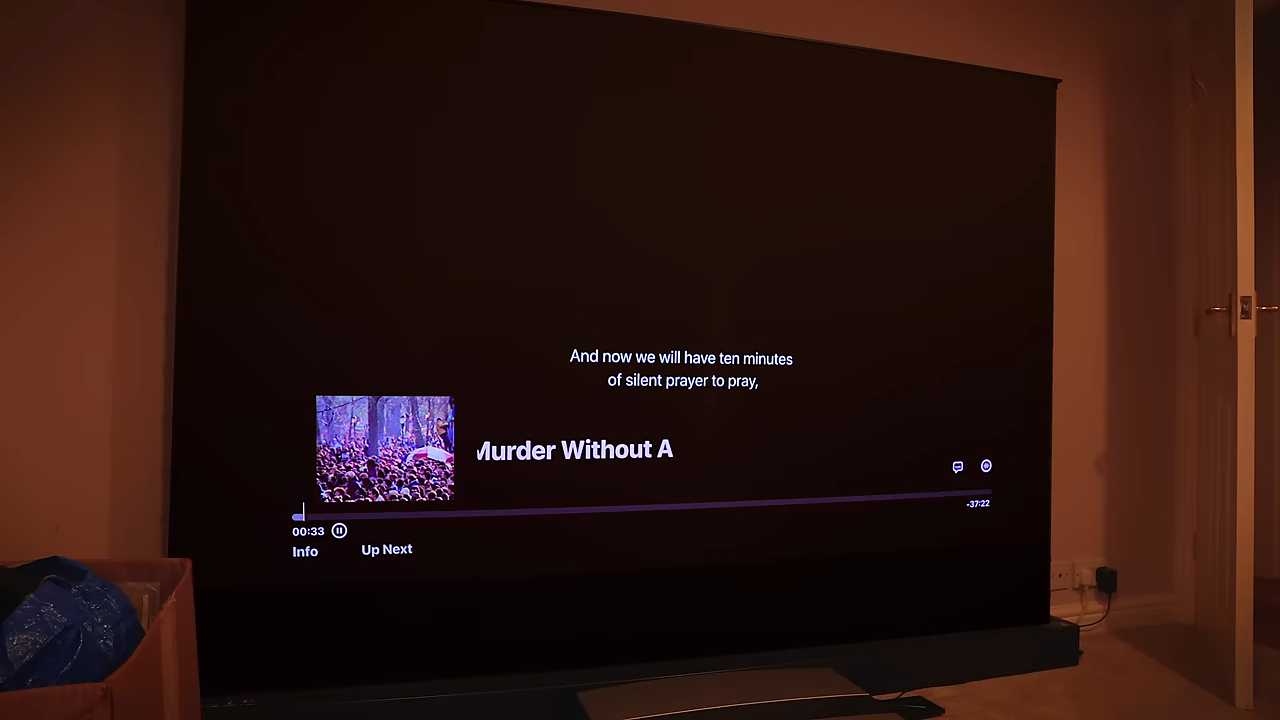 And now we will have ten minutes
of silent prayer to pray,
Murder Without A
-37:22
00:33
Info
Up Next